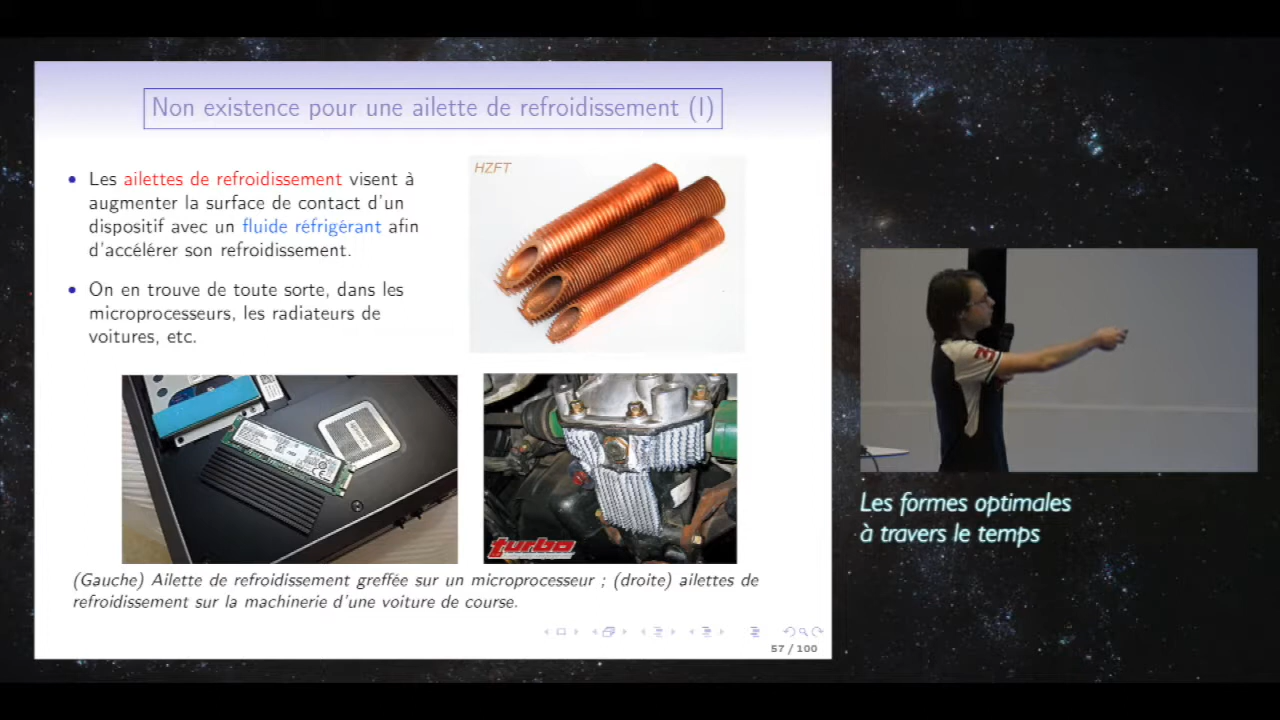 Non existence pour une ailette de refroidissement (I)
• Les ailettes de refroidissement visent à
augmenter la surface de contact d'un
dispositif avec un fluide réfrigérant afin
d'accélérer son refroidissement.
• On en trouve de toute sorte, dans les
microprocesseurs, les radiateurs de
voitures, etc.
HZFT
turbo
(Gauche) Ailette de refroidissement greffée sur un microprocesseur ; (droite) ailettes de
refroidissement sur la machinerie d'une voiture de course.
57 / 100
Les formes optimales
à travers le temps